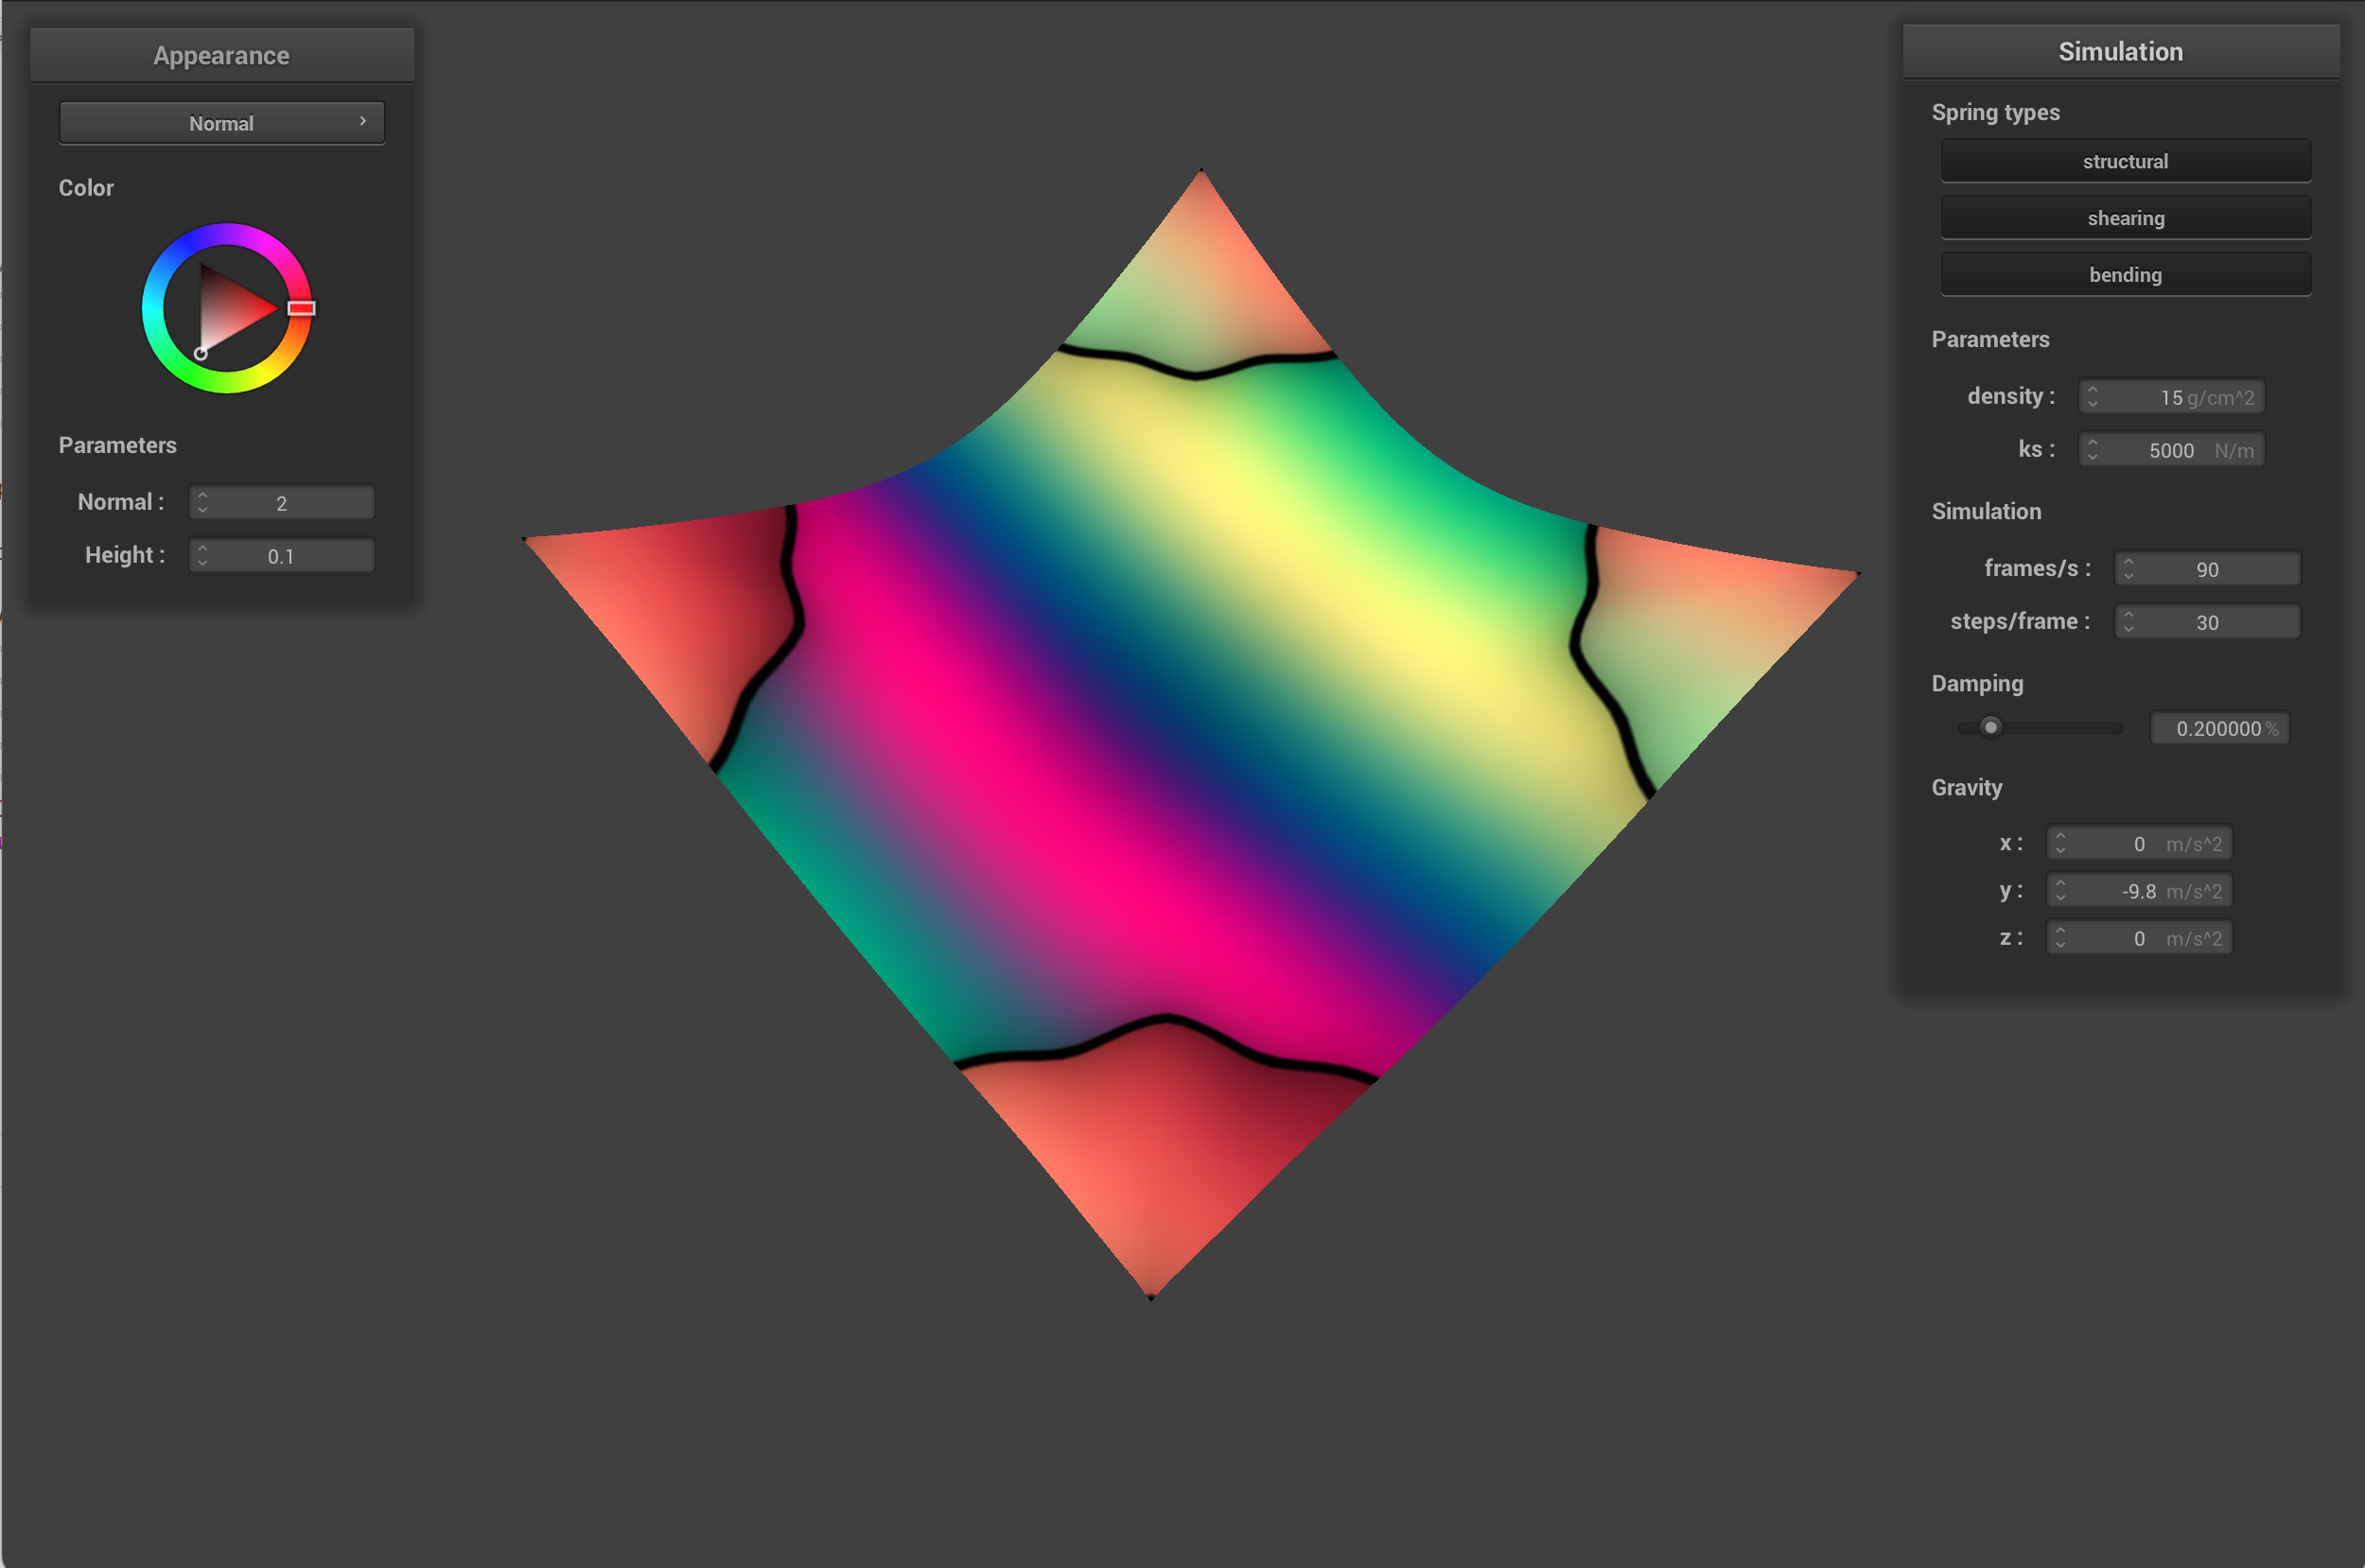 Appearance
Normal
Color
Parameters
Normal : 2
Height : 0.1
Simulation
Spring types
structural
shearing
bending
Parameters
density : 15 g/cm^2
ks : 5000 N/m
Simulation
frames/s : 90
steps/frame : 30
Damping
0.200000 %
Gravity
x : 0 m/s^2
y : -9.8 m/s^2
z : 0 m/s^2